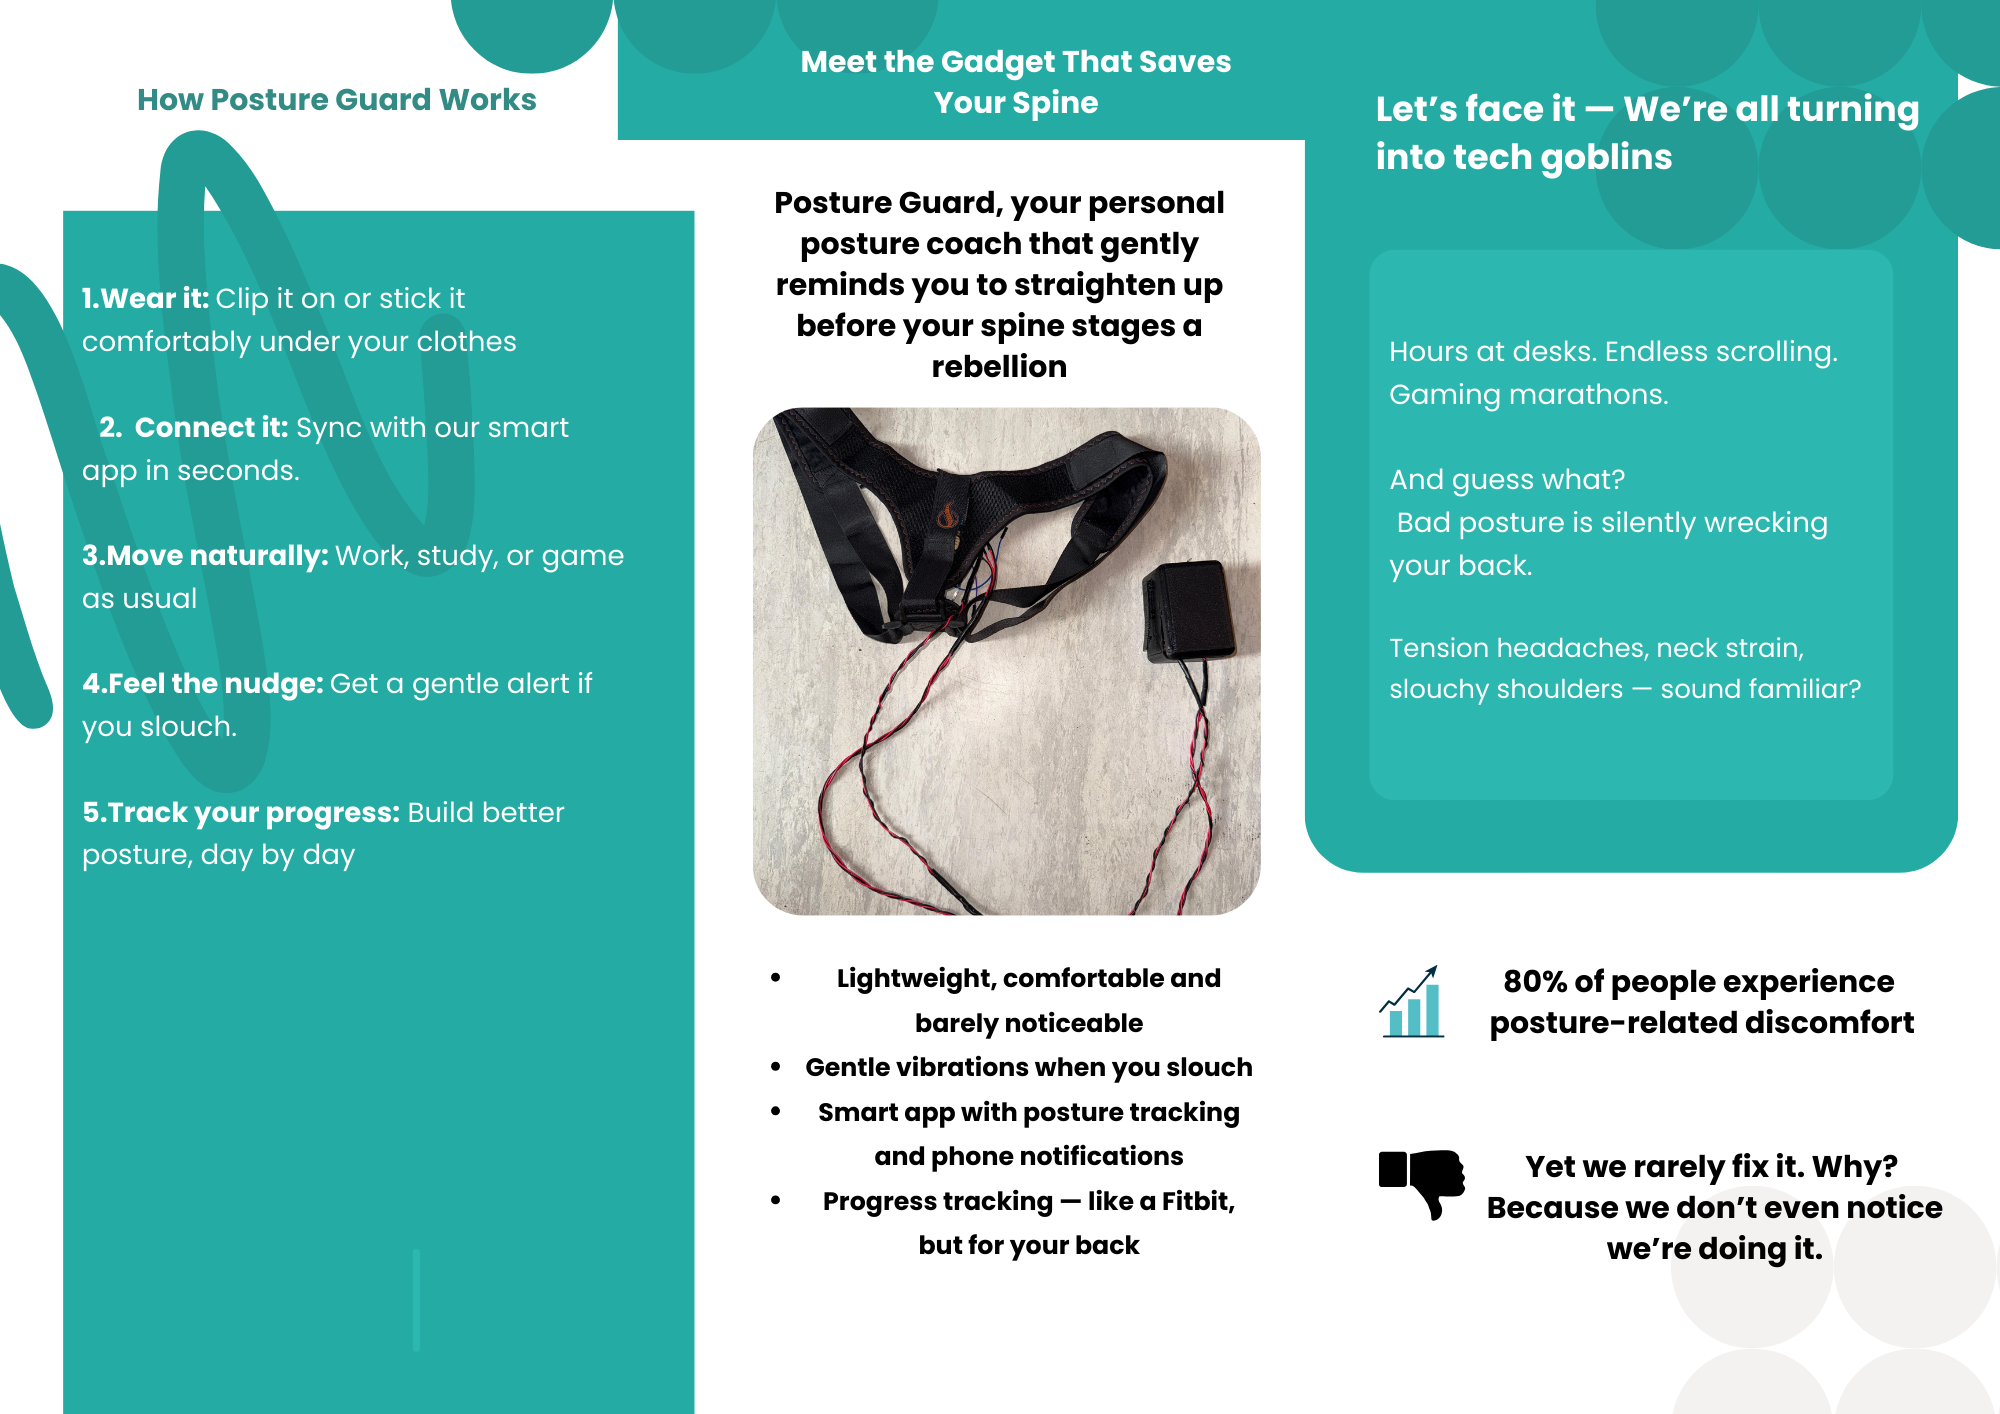 How Posture Guard Works
1.Wear it: Clip it on or stick it
comfortably under your clothes
2. Connect it: Sync with our smart
app in seconds.
3.Move naturally: Work, study, or game
as usual
4.Feel the nudge: Get a gentle alert if
you slouch.
5.Track your progress: Build better
posture, day by day
Meet the Gadget That Saves
Your Spine
Posture Guard, your personal
posture coach that gently
reminds you to straighten up
before your spine stages a
rebellion
• Lightweight, comfortable and
barely noticeable
• Gentle vibrations when you slouch
• Smart app with posture tracking
and phone notifications
• Progress tracking — like a Fitbit,
but for your back
Let’s face it — We’re all turning
into tech goblins
Hours at desks. Endless scrolling.
Gaming marathons.
And guess what?
Bad posture is silently wrecking
your back.
Tension headaches, neck strain,
slouchy shoulders — sound familiar?
80% of people experience
posture-related discomfort
Yet we rarely fix it. Why?
Because we don’t even notice
we’re doing it.